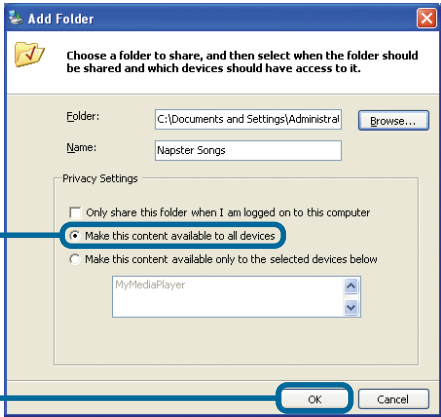 Add Folder
Choose a folder to share, and then select when the folder should
be shared and which devices should have access to it.
Folder:
C:\Documents and Settings\Administrat
Browse...
Name:
Napster Songs
Privacy Settings
Only share this folder when I am logged on to this computer
Make this content available to all devices
Make this content available only to the selected devices below
MyMediaPlayer
OK
Cancel